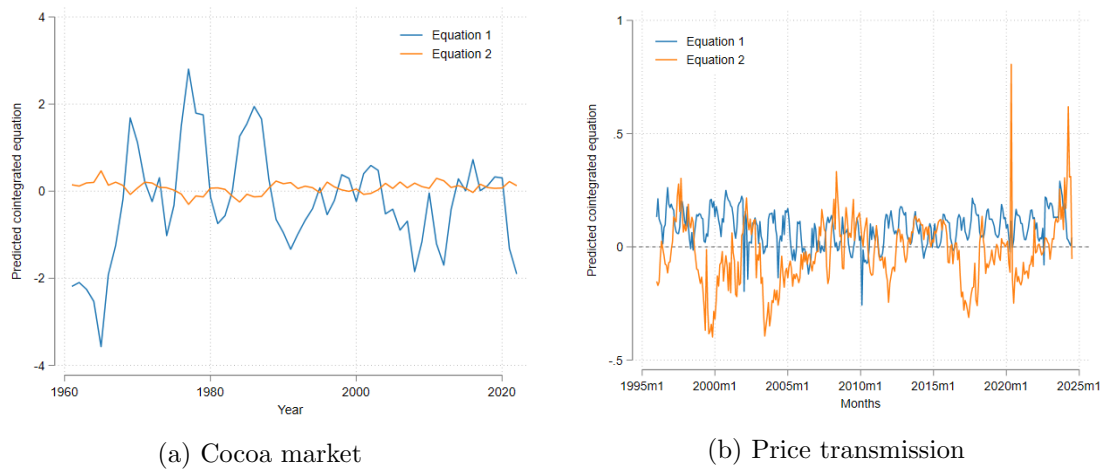 Predicted cointegrated equation
4
2
0
-2
-4
Equation 1
Equation 2
1960
1980
2000
2020
Year
(a) Cocoa market
Predicted cointegrated equation
1
.5
0
-.5
Equation 1
Equation 2
1995m1
2000m1
2005m1
2010m1
2015m1
2020m1
2025m1
Months
(b) Price transmission